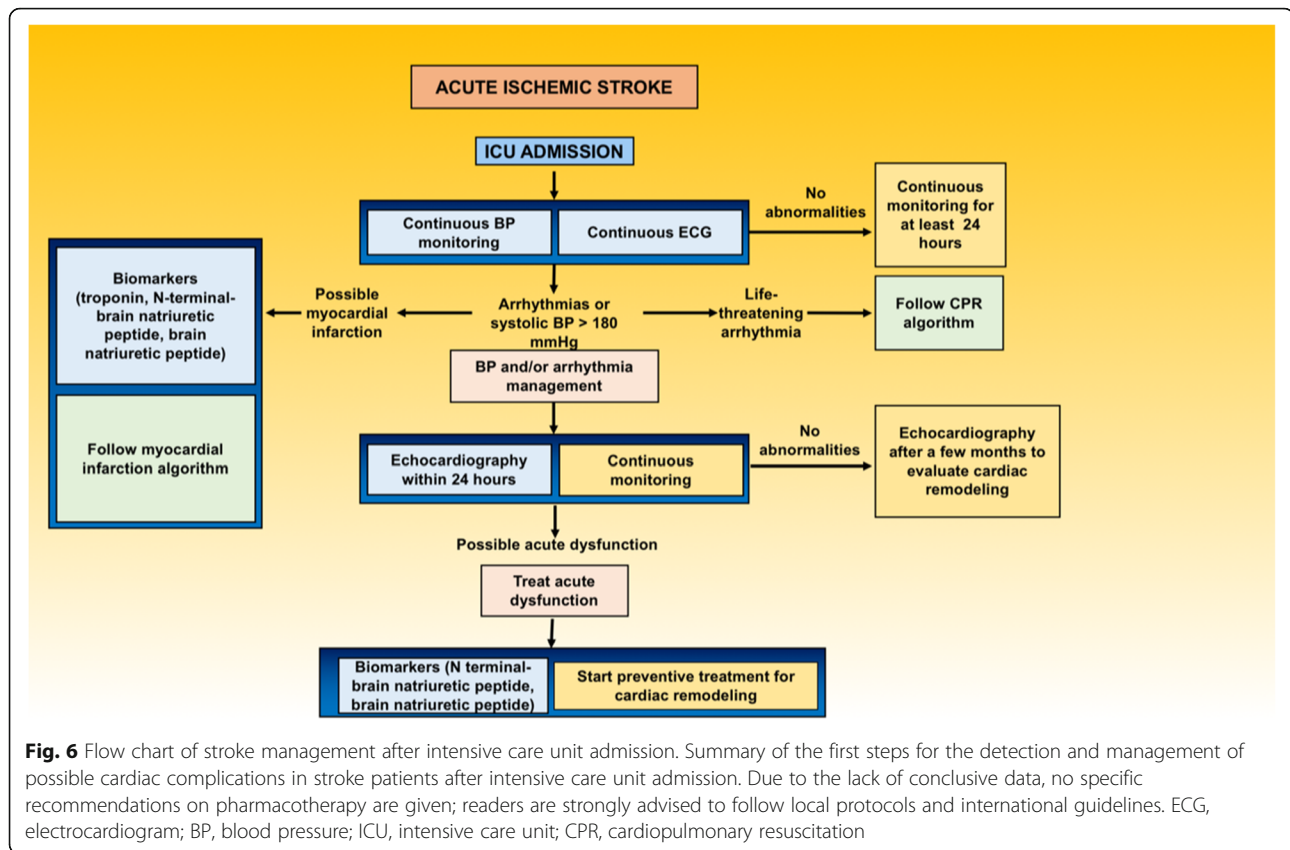 ACUTE ISCHEMIC STROKE
ICU ADMISSION
Continuous BP
monitoring
Continuous ECG
No
abnormalities
Continuous
monitoring for
at least 24
hours
Biomarkers
(troponin, N-terminal-
brain natriuretic
peptide, brain
natriuretic peptide)
Follow myocardial
infarction algorithm
Possible
myocardial
infarction
Arrhythmias or
systolic BP > 180
mmHg
Life-
threatening
arrhythmia
Follow CPR
algorithm
BP and/or arrhythmia
management
Echocardiography
within 24 hours
Continuous
monitoring
No
abnormalities
Echocardiography
after a few months to
evaluate cardiac
remodeling
Possible acute dysfunction
Treat acute
dysfunction
Biomarkers (N terminal-
brain natriuretic peptide,
brain natriuretic peptide)
Start preventive treatment for
cardiac remodeling
Fig. 6 Flow chart of stroke management after intensive care unit admission. Summary of the first steps for the detection and management of
possible cardiac complications in stroke patients after intensive care unit admission. Due to the lack of conclusive data, no specific
recommendations on pharmacotherapy are given; readers are strongly advised to follow local protocols and international guidelines. ECG,
electrocardiogram; BP, blood pressure; ICU, intensive care unit; CPR, cardiopulmonary resuscitation